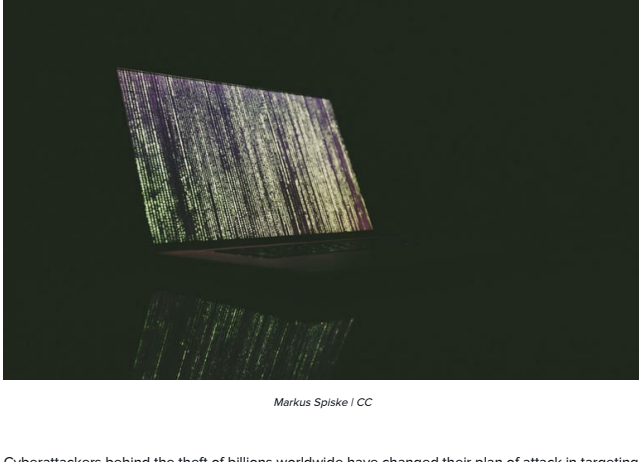 Markus Spiske | CC
Cyberattackers behind the theft of billions worldwide have changed their plan of attack in targeting